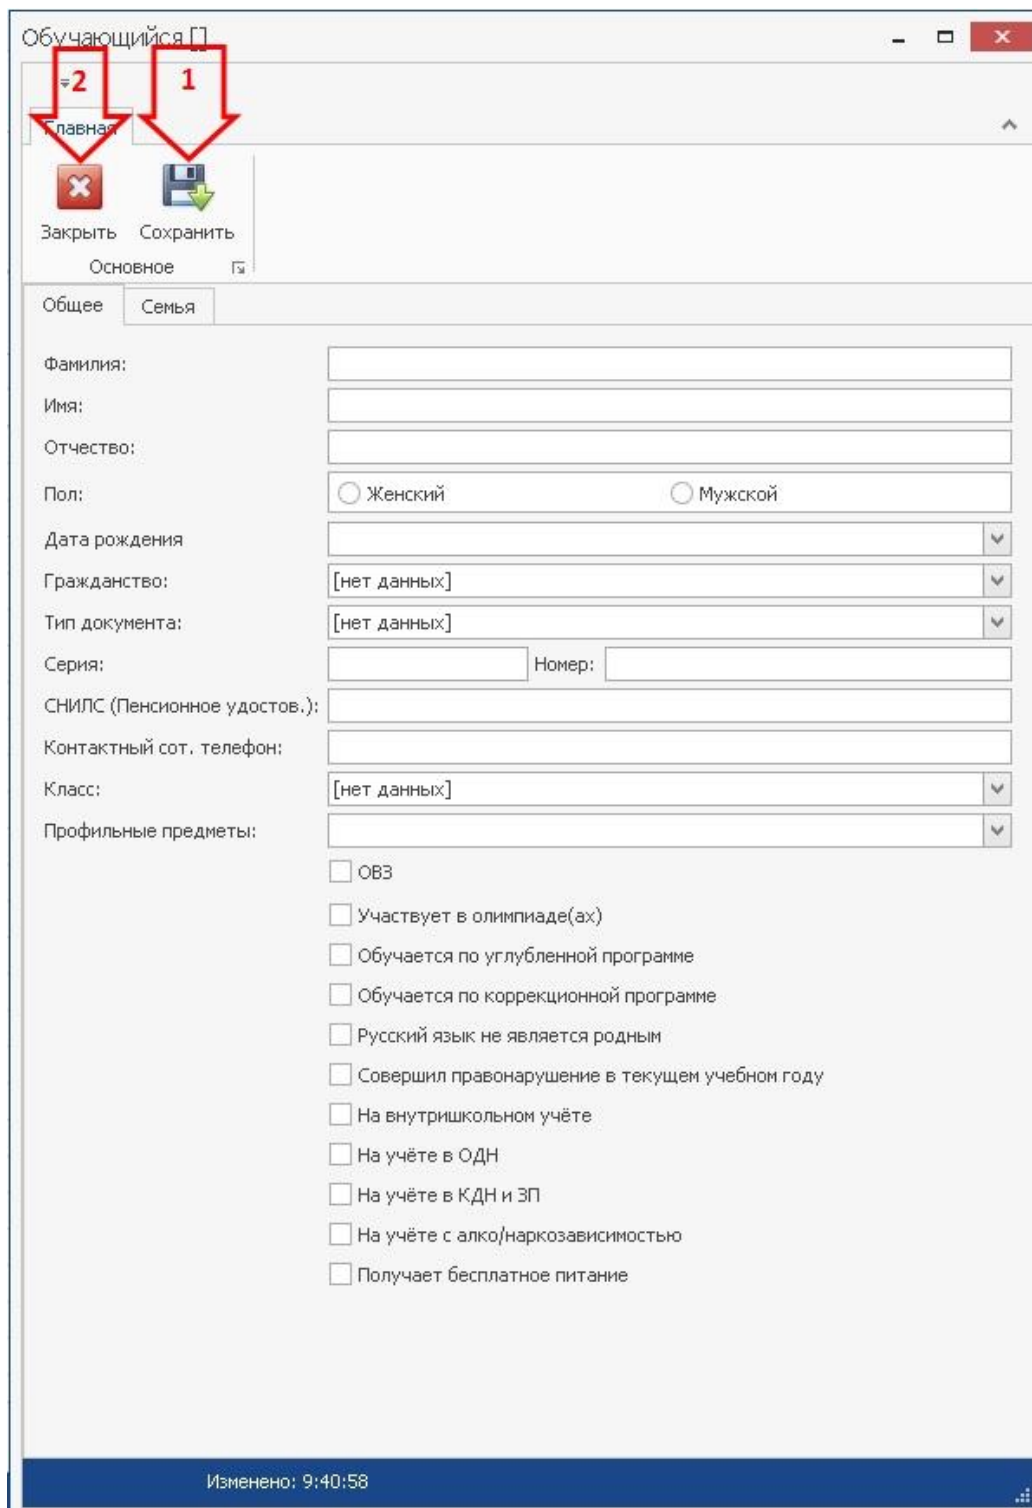 Обучающийся []
2 1
Главная
Закрыть Сохранить
Основное
Общее Семья
Фамилия:
Имя:
Отчество:
Пол: Женский Мужской
Дата рождения
Гражданство: [нет данных]
Тип документа: [нет данных]
Серия: Номер:
СНИЛС (Пенсионное удостов.):
Контактный сот. телефон:
Класс: [нет данных]
Профильные предметы:
ОВЗ
Участвует в олимпиаде(ах)
Обучается по углубленной программе
Обучается по коррекционной программе
Русский язык не является родным
Совершил правонарушение в текущем учебном году
На внутришкольном учёте
На учёте в ОДН
На учёте в КДН и ЗП
На учёте с алко/наркозависимостью
Получает бесплатное питание
Изменено: 9:40:58